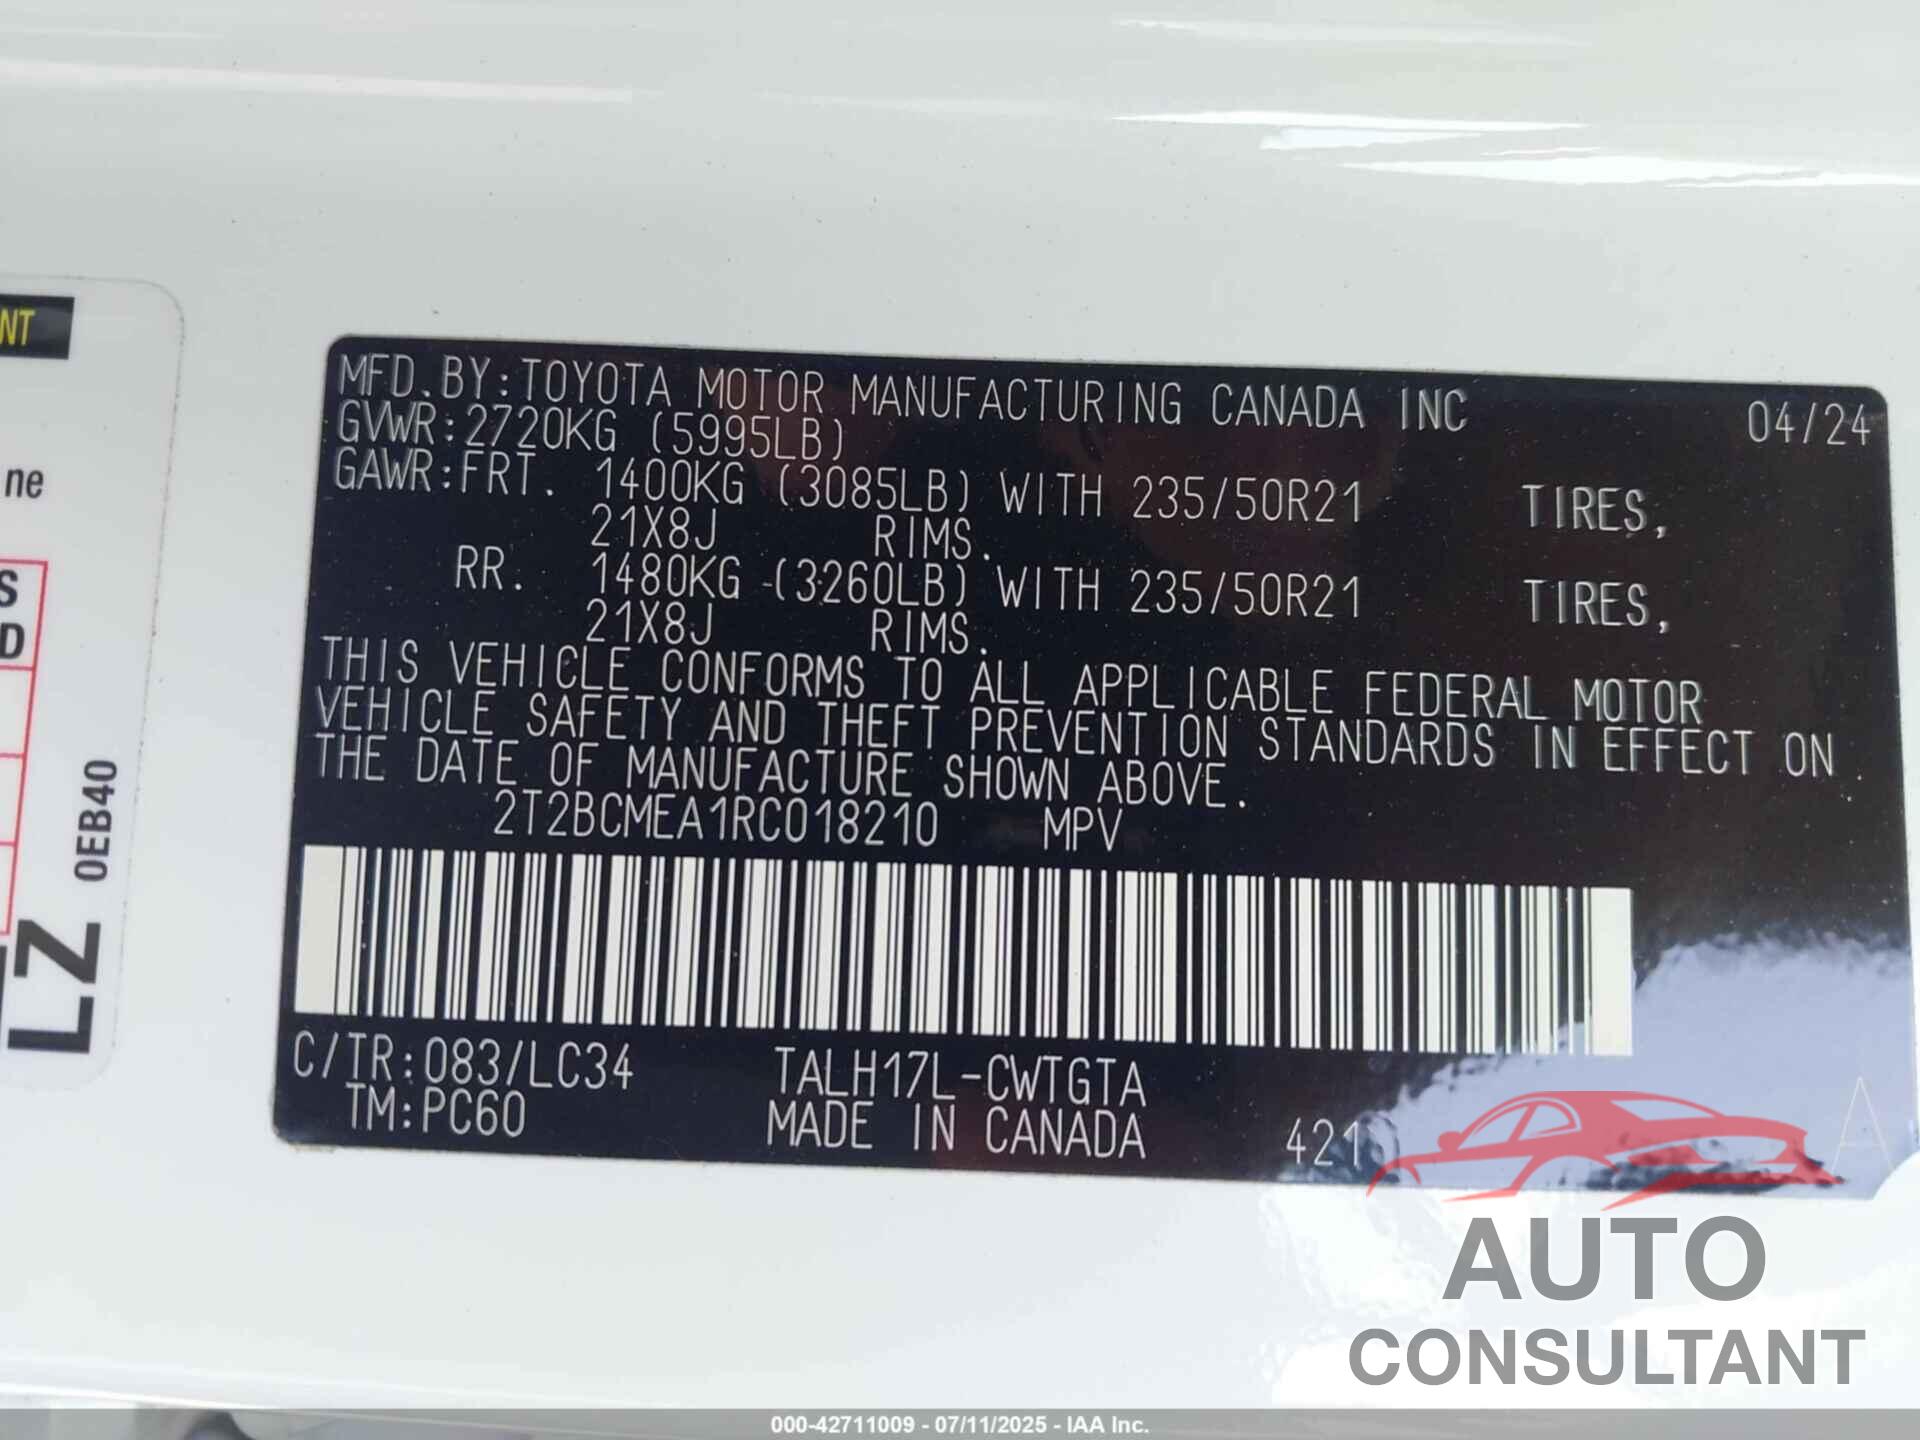 NT
ne
S
D
LZ 0EB40
MFD.BY:TOYOTA MOTOR MANUFACTURING CANADA INC 04/24
GVWR:2720KG (5995LB)
GAWR:FRT. 1400KG (3085LB) WITH 235/50R21 TIRES,
21X8J RIMS.
RR. 1480KG (3260LB) WITH 235/50R21 TIRES,
21X8J RIMS.
THIS VEHICLE CONFORMS TO ALL APPLICABLE FEDERAL MOTOR
VEHICLE SAFETY AND THEFT PREVENTION STANDARDS IN EFFECT ON
THE DATE OF MANUFACTURE SHOWN ABOVE.
2T2BCMEA1RC018210 MPV
C/TR:083/LC34 TALH17L-CWTGTA
TM:PC60 MADE IN CANADA 421
A
AUTO
CONSULTANT
000-42711009 - 07/11/2025 - IAA Inc.